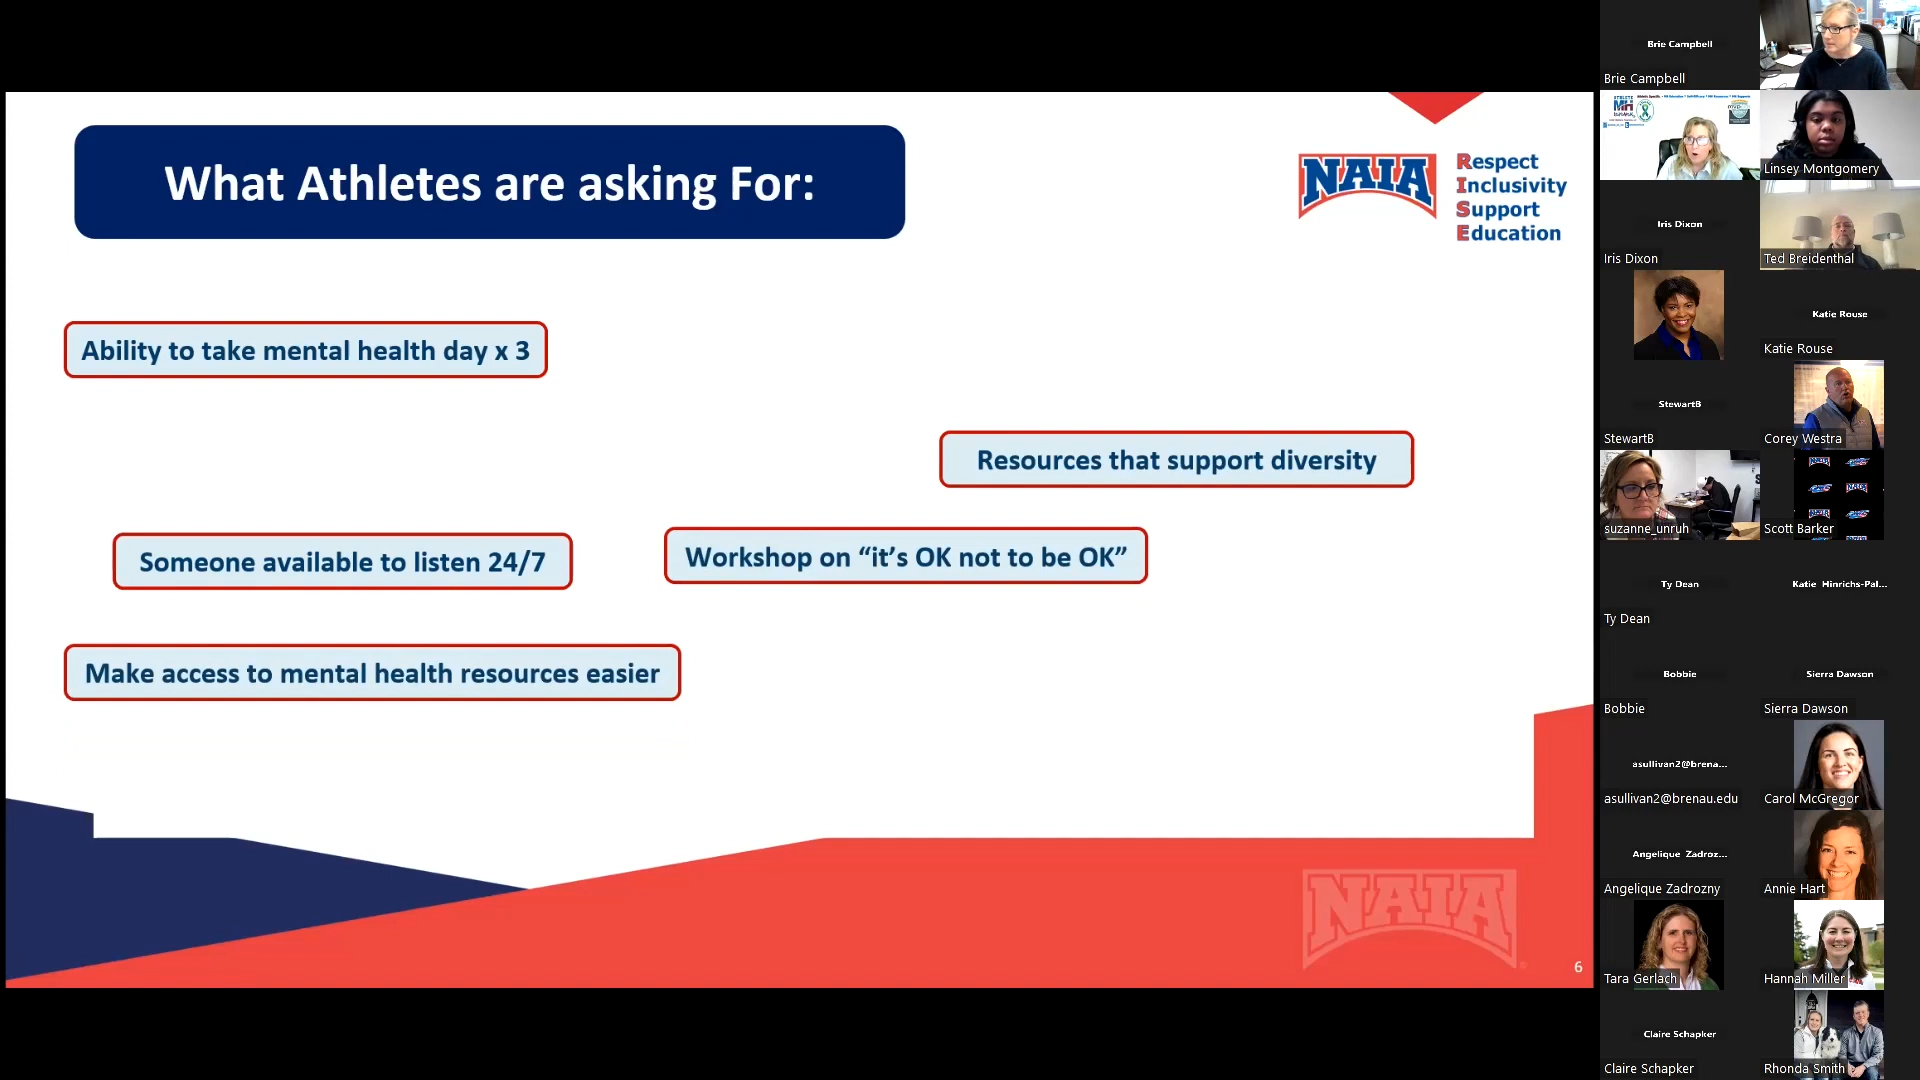 What Athletes are asking For:
NAIA
Respect
Inclusivity
Support
Education
Ability to take mental health day x 3
Resources that support diversity
Someone available to listen 24/7
Workshop on “it’s OK not to be OK”
Make access to mental health resources easier
NAIA
6
Brie Campbell
Brie Campbell
Linsey Montgomery
Iris Dixon
Iris Dixon
Ted Breidenthal
Katie Rouse
Katie Rouse
StewartB
StewartB
Corey Westra
suzanne_unruh
Scott Barker
Ty Dean
Ty Dean
Katie Hinrichs-Pal...
Bobbie
Bobbie
Sierra Dawson
Sierra Dawson
asullivan2@brena...
asullivan2@brenau.edu
Carol McGregor
Angelique Zadroz...
Angelique Zadrozny
Annie Hart
Tara Gerlach
Hannah Miller
Claire Schapker
Claire Schapker
Rhonda Smith